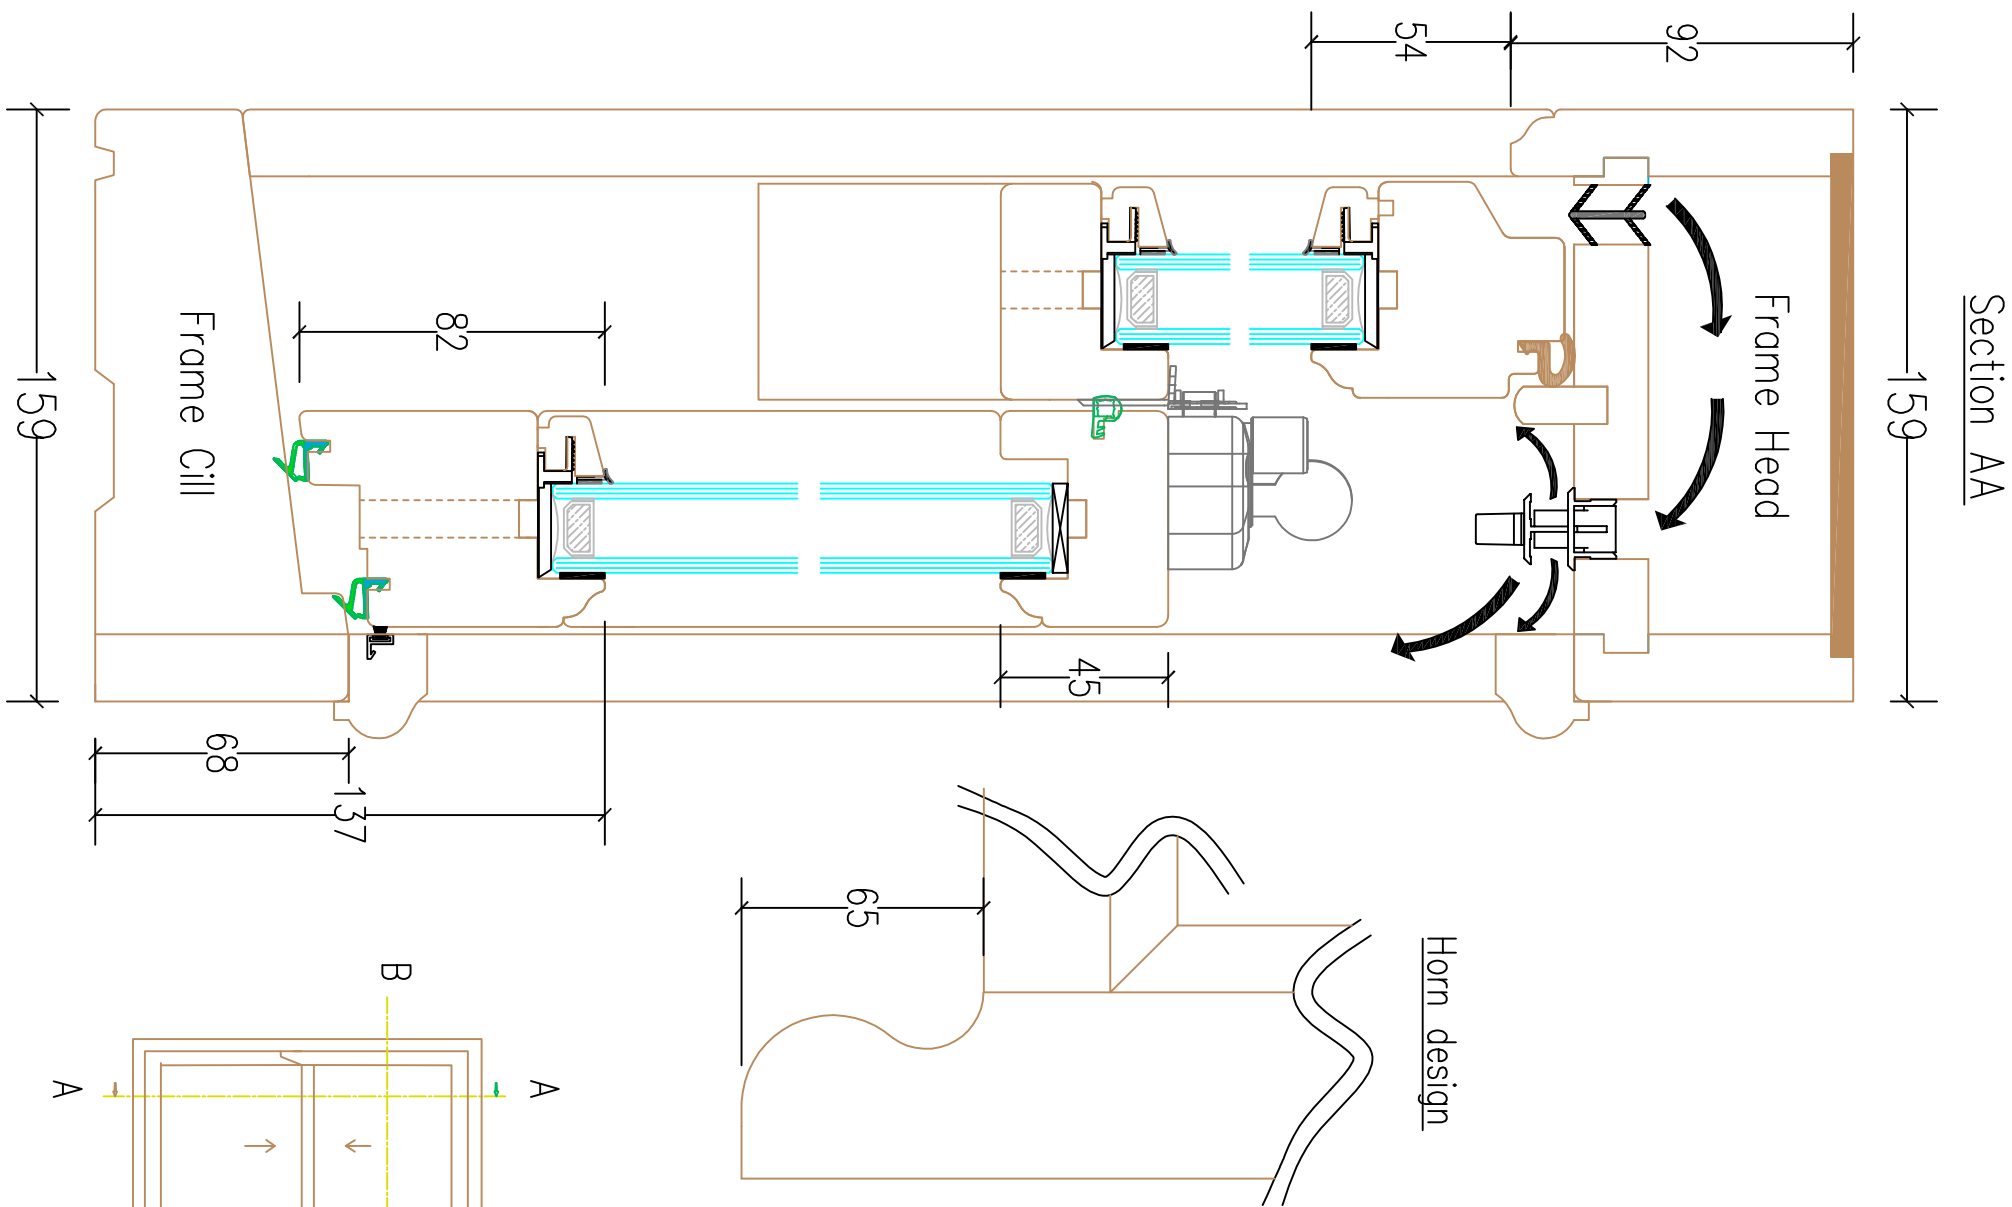 Section AA
159
Frame Head
92
54
45
82
Frame Cill
159
68
137
Horn design
65
B
A
A